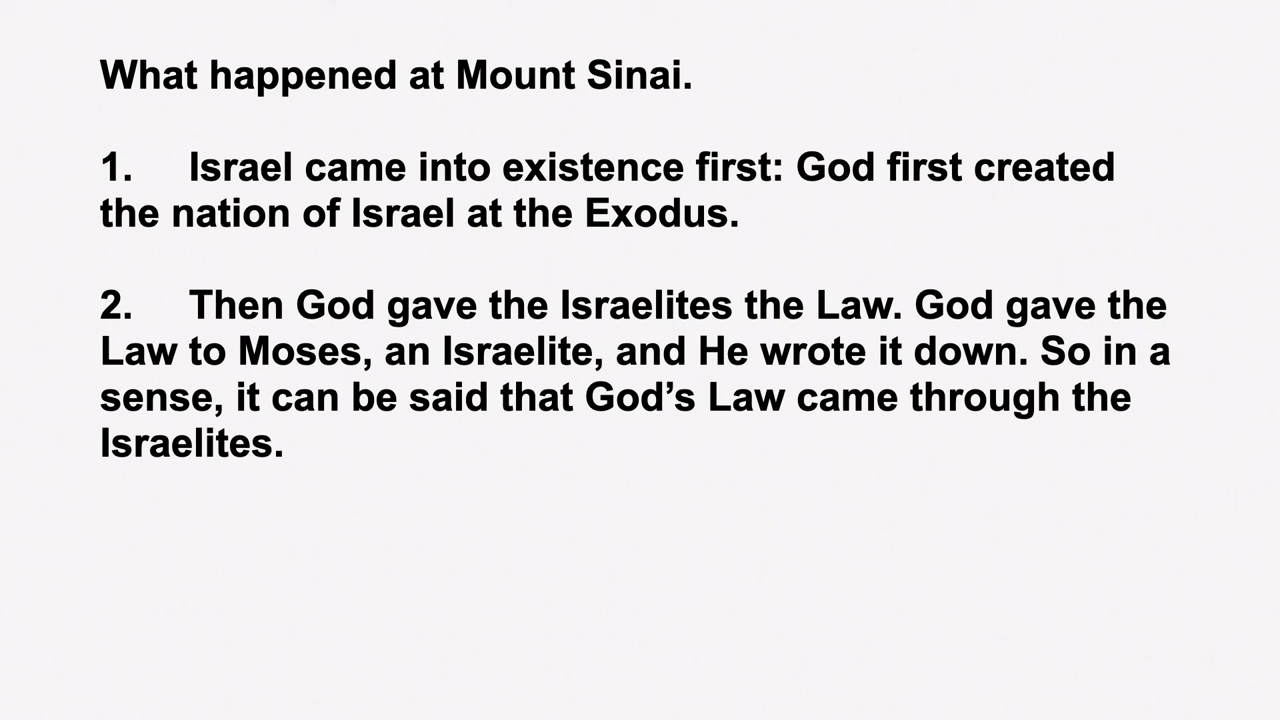 What happened at Mount Sinai.
1. Israel came into existence first: God first created
the nation of Israel at the Exodus.
2. Then God gave the Israelites the Law. God gave the
Law to Moses, an Israelite, and He wrote it down. So in a
sense, it can be said that God’s Law came through the
Israelites.